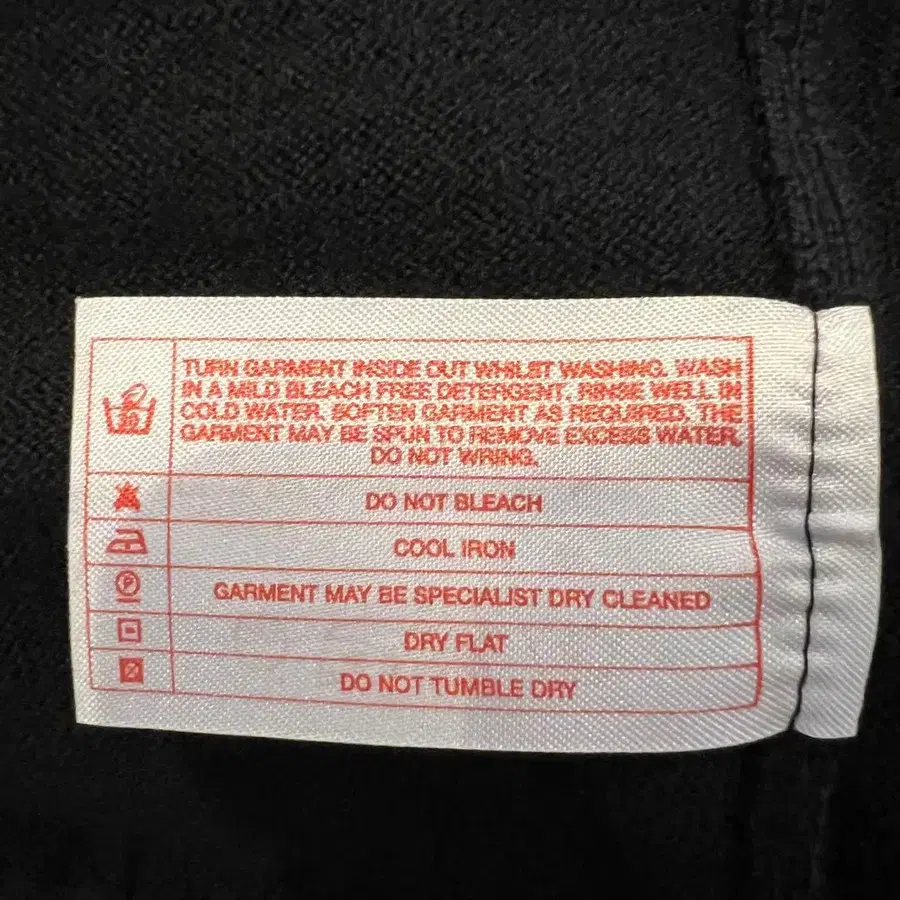 TURN GARMENT INSIDE OUT WHILST WASHING. WASH
IN A MILD BLEACH FREE DETERGENT. RINSE WELL IN
COLD WATER. SOFTEN GARMENT AS REQUIRED. THE
GARMENT MAY BE SPUN TO REMOVE EXCESS WATER.
DO NOT WRING.
DO NOT BLEACH
COOL IRON
P
GARMENT MAY BE SPECIALIST DRY CLEANED
DRY FLAT
DO NOT TUMBLE DRY